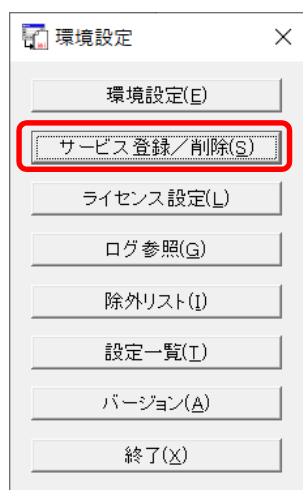 環境設定
環境設定(E)
サービス登録／削除(S)
ライセンス設定(L)
ログ参照(G)
除外リスト(I)
設定一覧(T)
バージョン(A)
終了(X)